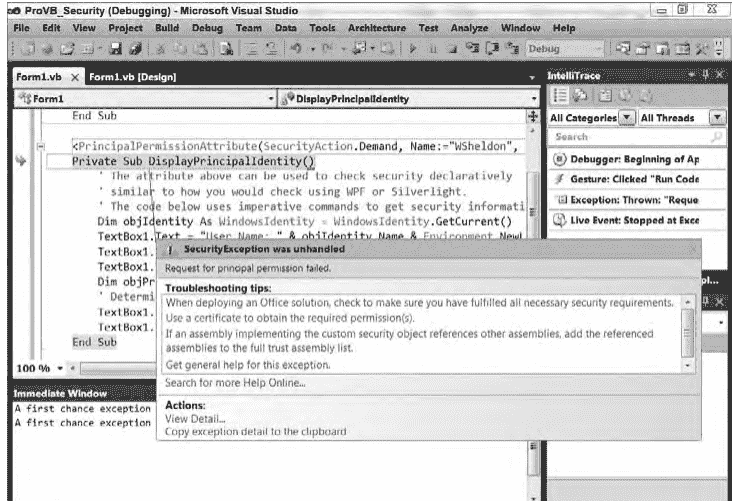 ProVB_Security (Debugging) - Microsoft Visual Studio
File Edit View Project Build Debug Team Data Tools Architecture Test Analyze Window Help
Debug
Form1.vb X Form1.vb [Design]
Form1 DisplayPrincipalIdentity
End Sub
<PrincipalPermissionAttribute(SecurityAction.Demand, Name:="WSheldon",
Private Sub DisplayPrincipalIdentity()
' The attribute above can be used to check security declaratively
' similar to how you would check using WPF or Silverlight.
' The code below uses imperative commands to get security informati
Dim objIdentity As WindowsIdentity = WindowsIdentity.GetCurrent()
TextBox1.Text = "User Name: " & objIdentity.Name & Environment.Newl
TextBox1.
TextBox1.
Dim objPr
' Determi
TextBox1.
TextBox1.
End Sub
100 %
SecurityException was unhandled
Request for principal permission failed.
Troubleshooting tips:
When deploying an Office solution, check to make sure you have fulfilled all necessary security requirements.
Use a certificate to obtain the required permission(s).
If an assembly implementing the custom security object references other assemblies, add the referenced
assemblies to the full trust assembly list.
Get general help for this exception.
Search for more Help Online...
Actions:
View Detail...
Copy exception detail to the clipboard
Immediate Window
A first chance exception
A first chance exception
IntelliTrace
All Categories All Threads
Search
Debugger: Beginning of Ap
Gesture: Clicked "Run Code
Exception: Thrown: "Reque
Live Event: Stopped at Exce
pl...